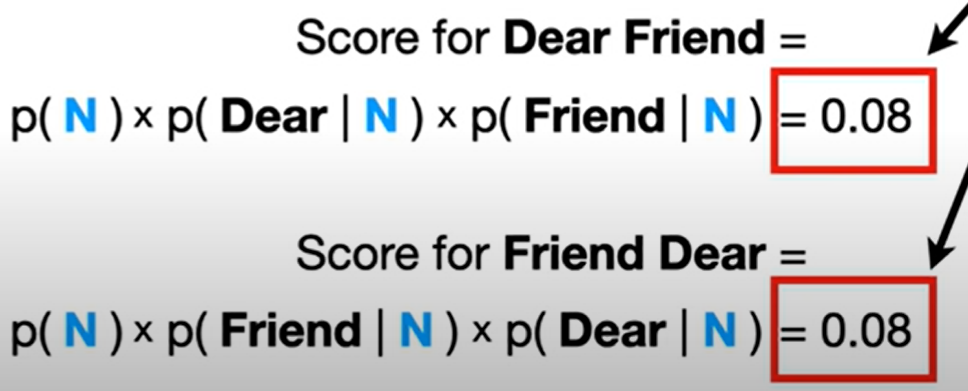 Score for Dear Friend =
p( N ) x p( Dear | N ) x p( Friend | N ) = 0.08
Score for Friend Dear =
p( N ) x p( Friend | N ) x p( Dear | N ) = 0.08